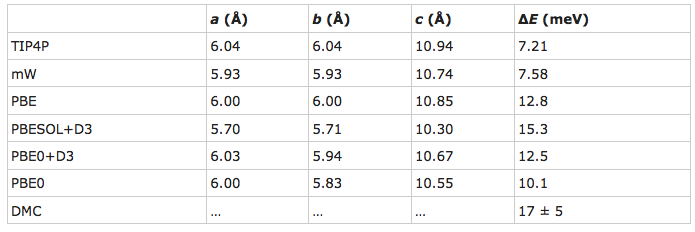 a (Å) b (Å) c (Å) ΔE (meV)
TIP4P 6.04 6.04 10.94 7.21
mW 5.93 5.93 10.74 7.58
PBE 6.00 6.00 10.85 12.8
PBESOL+D3 5.70 5.71 10.30 15.3
PBE0+D3 6.03 5.94 10.67 12.5
PBE0 6.00 5.83 10.55 10.1
DMC ... ... ... 17 ± 5